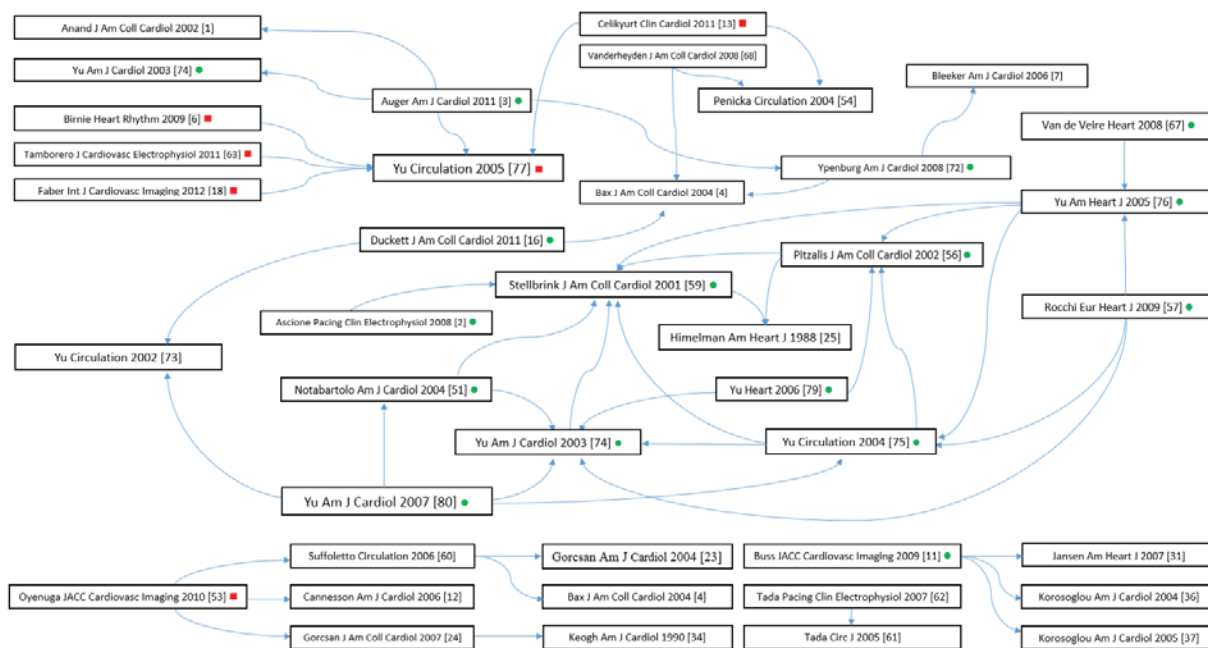 Anand J Am Coll Cardiol 2002 [1]
Celikyurt Clin Cardiol 2011 [13]
Vanderheyden J Am Coll Cardiol 2008 [68]
Yu Am J Cardiol 2003 [74]
Bleeker Am J Cardiol 2006 [7]
Auger Am J Cardiol 2011 [3]
Penicka Circulation 2004 [54]
Birnie Heart Rhythm 2009 [6]
Van de Veire Heart 2008 [67]
Tamborero J Cardiovasc Electrophysiol 2011 [63]
Yu Circulation 2005 [77]
Ypenburg Am J Cardiol 2008 [72]
Faber Int J Cardiovasc Imaging 2012 [18]
Bax J Am Coll Cardiol 2004 [4]
Yu Am Heart J 2005 [76]
Duckett J Am Coll Cardiol 2011 [16]
Pitzalis J Am Coll Cardiol 2002 [56]
Stellbrink J Am Coll Cardiol 2001 [59]
Rocchi Eur Heart J 2009 [57]
Ascione Pacing Clin Electrophysiol 2008 [2]
Himelman Am Heart J 1988 [25]
Yu Circulation 2002 [73]
Notabartolo Am J Cardiol 2004 [51]
Yu Heart 2006 [79]
Yu Am J Cardiol 2003 [74]
Yu Circulation 2004 [75]
Yu Am J Cardiol 2007 [80]
Suffoletto Circulation 2006 [60]
Gorcsan Am J Cardiol 2004 [23]
Buss JACC Cardiovasc Imaging 2009 [11]
Jansen Am Heart J 2007 [31]
Oyenuga JACC Cardiovasc Imaging 2010 [53]
Cannesson Am J Cardiol 2006 [12]
Bax J Am Coll Cardiol 2004 [4]
Tada Pacing Clin Electrophysiol 2007 [62]
Korosoglou Am J Cardiol 2004 [36]
Gorcsan J Am Coll Cardiol 2007 [24]
Keogh Am J Cardiol 1990 [34]
Tada Circ J 2005 [61]
Korosoglou Am J Cardiol 2005 [37]